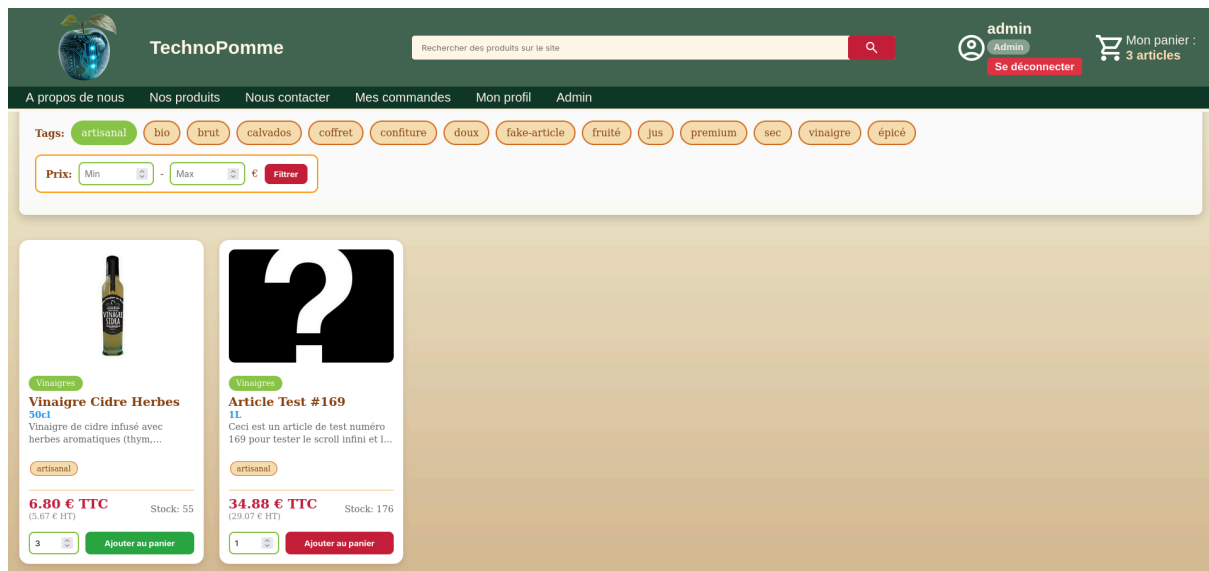 TechnoPomme
Rechercher des produits sur le site
admin
Admin
Se déconnecter
Mon panier :
3 articles
A propos de nous Nos produits Nous contacter Mes commandes Mon profil Admin
Tags: artisanal bio brut calvados coffret confiture doux fake-article fruité jus premium sec vinaigre épicé
Prix: Min - Max € Filtrer
VINAGRE
SIDRA
Vinaigres
Vinaigre Cidre Herbes
50cl
Vinaigre de cidre infusé avec
herbes aromatiques (thym,...
artisanal
6.80 € TTC
(5.67 € HT)
Stock: 55
3 Ajouter au panier
Vinaigres
Article Test #169
1L
Ceci est un article de test numéro
169 pour tester le scroll infini et l...
artisanal
34.88 € TTC
(29.07 € HT)
Stock: 176
1 Ajouter au panier